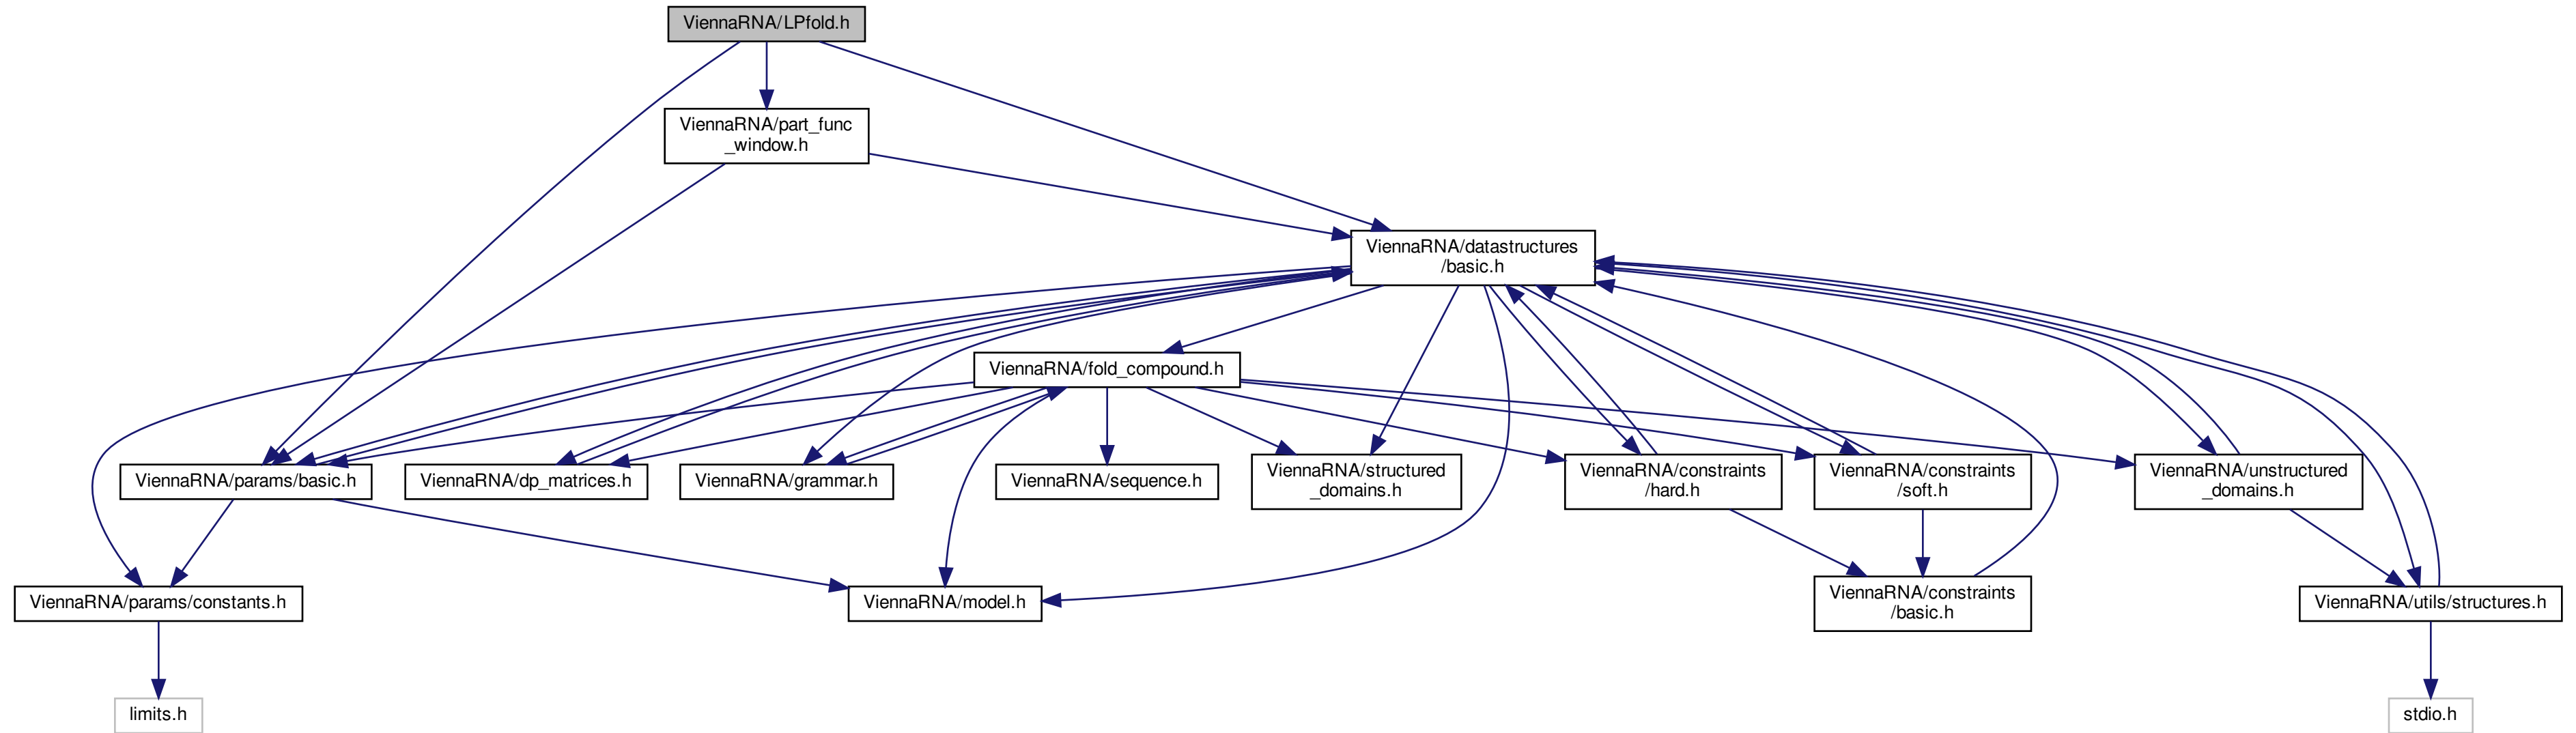 ViennaRNA/LPfold.h
ViennaRNA/part_func
_window.h
ViennaRNA/datastructures
/basic.h
ViennaRNA/fold_compound.h
ViennaRNA/params/basic.h
ViennaRNA/dp_matrices.h
ViennaRNA/grammar.h
ViennaRNA/sequence.h
ViennaRNA/structured
_domains.h
ViennaRNA/constraints
/hard.h
ViennaRNA/constraints
/soft.h
ViennaRNA/unstructured
_domains.h
ViennaRNA/params/constants.h
ViennaRNA/model.h
ViennaRNA/constraints
/basic.h
ViennaRNA/utils/structures.h
limits.h
stdio.h